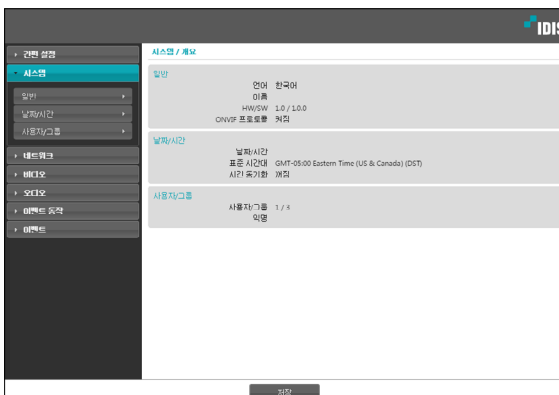 IDIS
간편 설정
시스템
일반
날짜/시간
사용자/그룹
네트워크
비디오
오디오
이벤트 동작
이벤트
시스템 / 개요
일반
언어 한국어
이름
HW/SW 1.0 / 1.0.0
ONVIF 프로토콜 켜짐
날짜/시간
날짜/시간
표준 시간대 GMT-05:00 Eastern Time (US & Canada) (DST)
시간 동기화 꺼짐
사용자/그룹
사용자/그룹 1 / 3
익명
저장